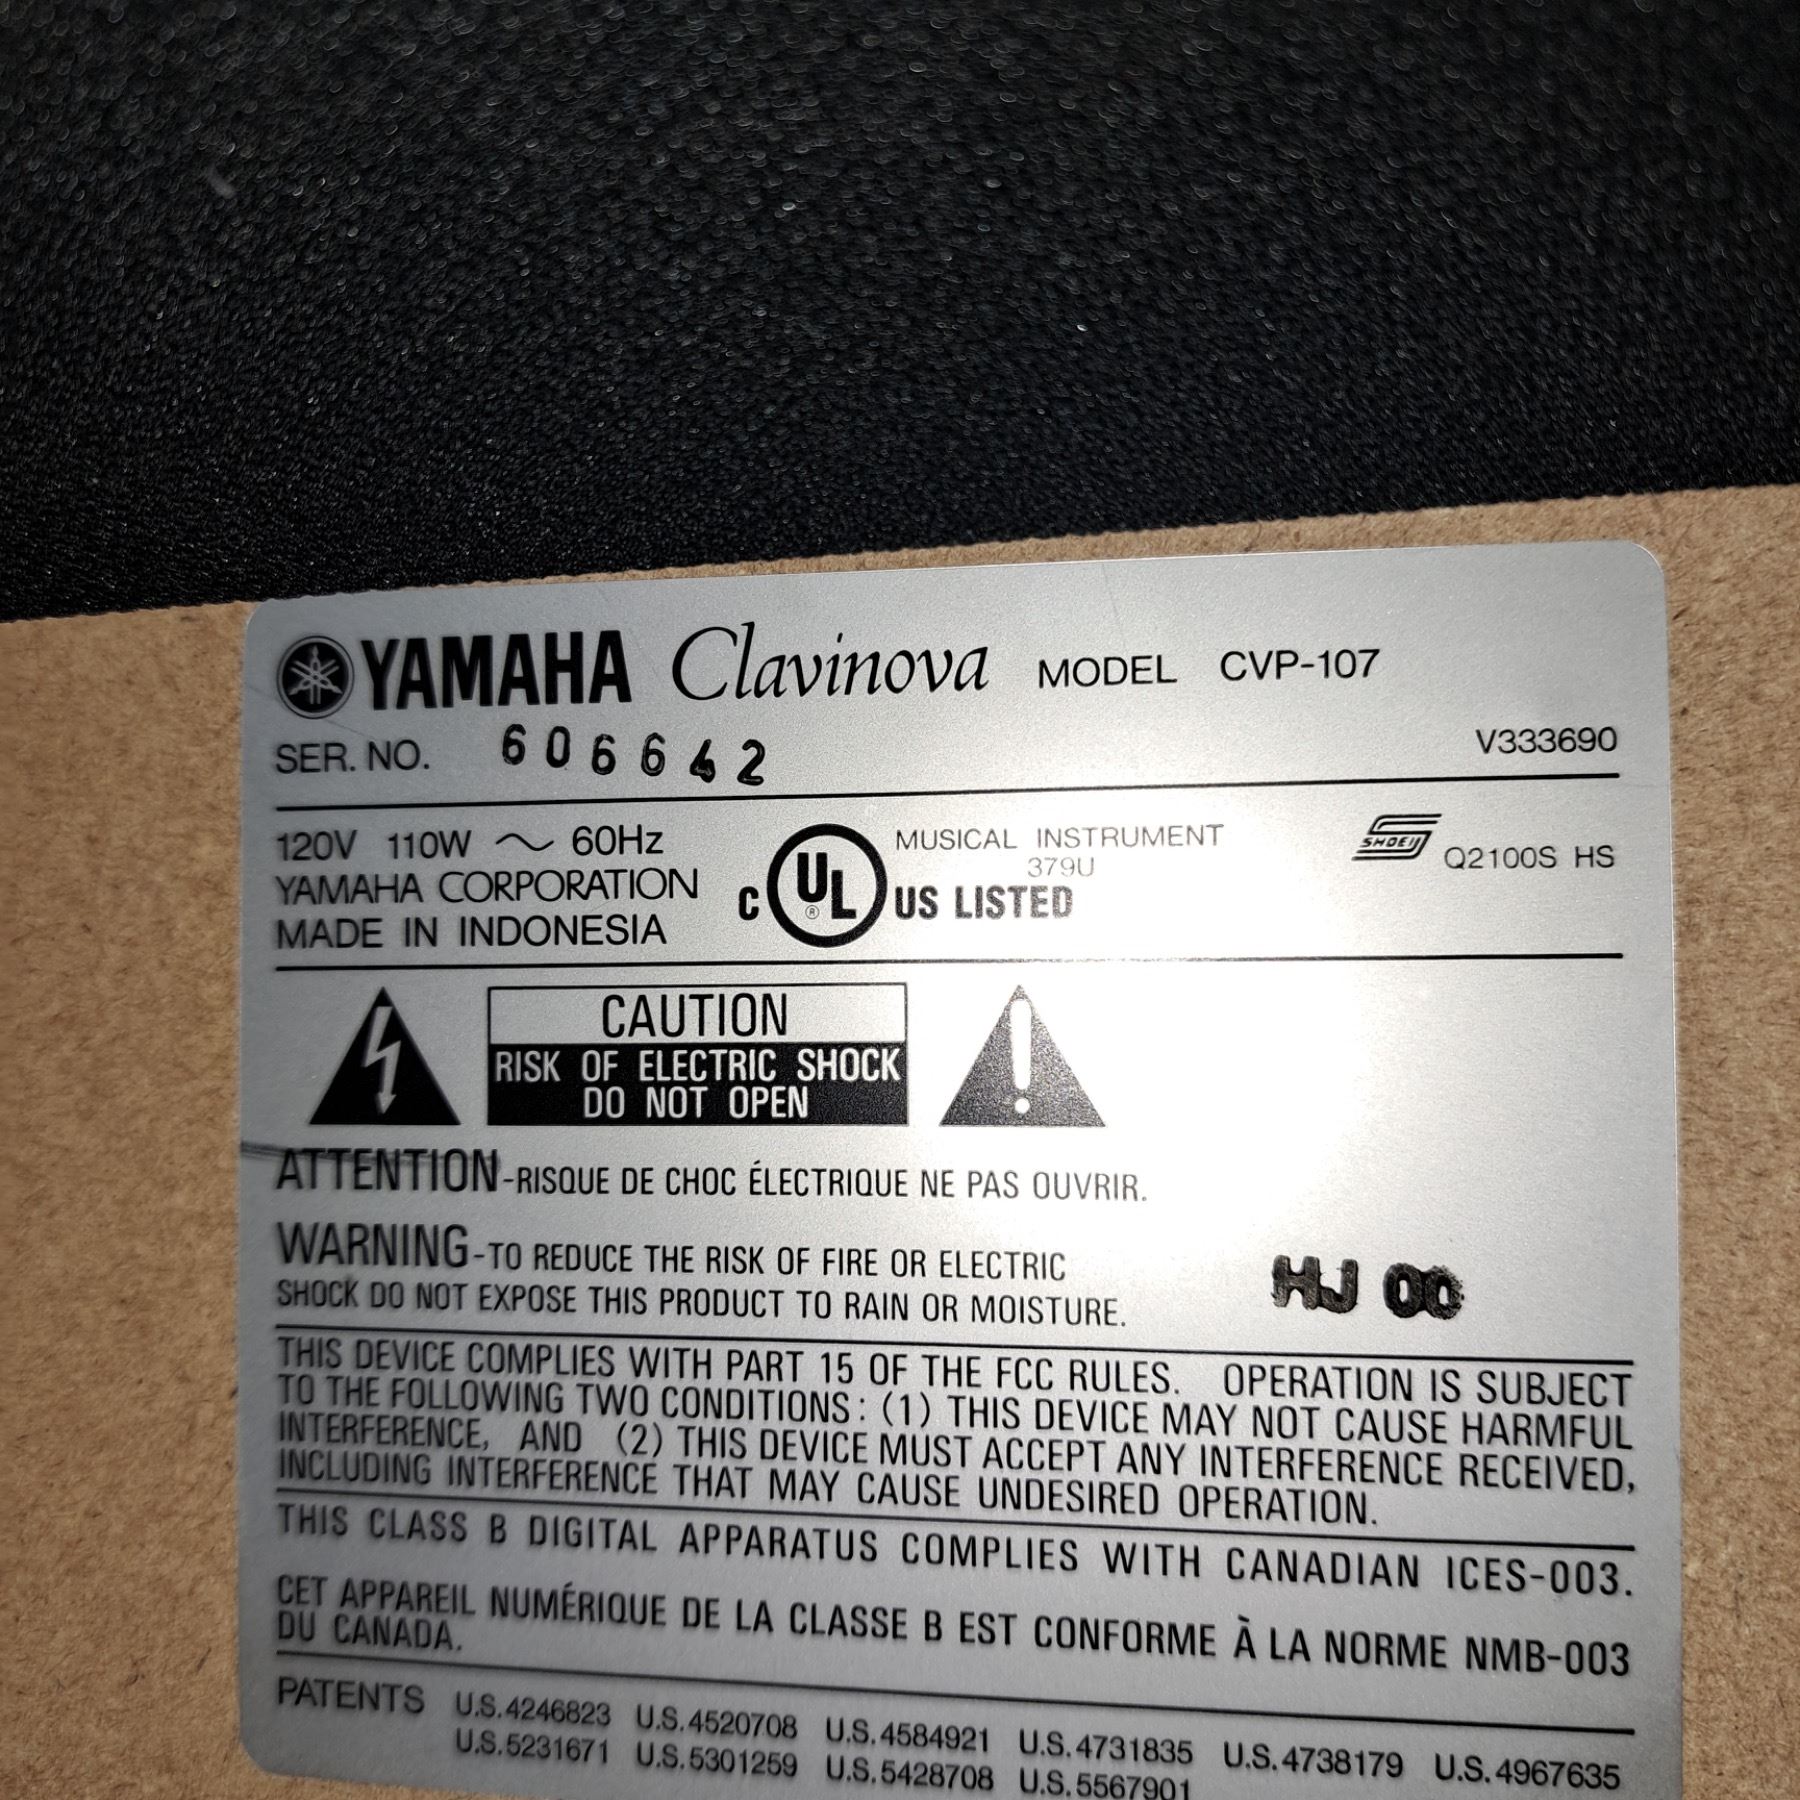 YAMAHA Clavinova MODEL CVP-107
SER. NO. 606642 V333690
120V 110W ～ 60Hz
YAMAHA CORPORATION
MADE IN INDONESIA
C UL ® US LISTED
MUSICAL INSTRUMENT
379U
SHOEI Q2100S HS
CAUTION
RISK OF ELECTRIC SHOCK
DO NOT OPEN
ATTENTION-RISQUE DE CHOC ÉLECTRIQUE NE PAS OUVRIR.
WARNING-TO REDUCE THE RISK OF FIRE OR ELECTRIC
SHOCK DO NOT EXPOSE THIS PRODUCT TO RAIN OR MOISTURE.
HJ 00
THIS DEVICE COMPLIES WITH PART 15 OF THE FCC RULES. OPERATION IS SUBJECT
TO THE FOLLOWING TWO CONDITIONS: (1) THIS DEVICE MAY NOT CAUSE HARMFUL
INTERFERENCE, AND (2) THIS DEVICE MUST ACCEPT ANY INTERFERENCE RECEIVED,
INCLUDING INTERFERENCE THAT MAY CAUSE UNDESIRED OPERATION.
THIS CLASS B DIGITAL APPARATUS COMPLIES WITH CANADIAN ICES-003.
CET APPAREIL NUMÉRIQUE DE LA CLASSE B EST CONFORME À LA NORME NMB-003
DU CANADA.
PATENTS U.S.4246823 U.S.4520708 U.S.4584921 U.S.4731835 U.S.4738179 U.S.4967635
U.S.5231671 U.S.5301259 U.S.5428708 U.S.5567901